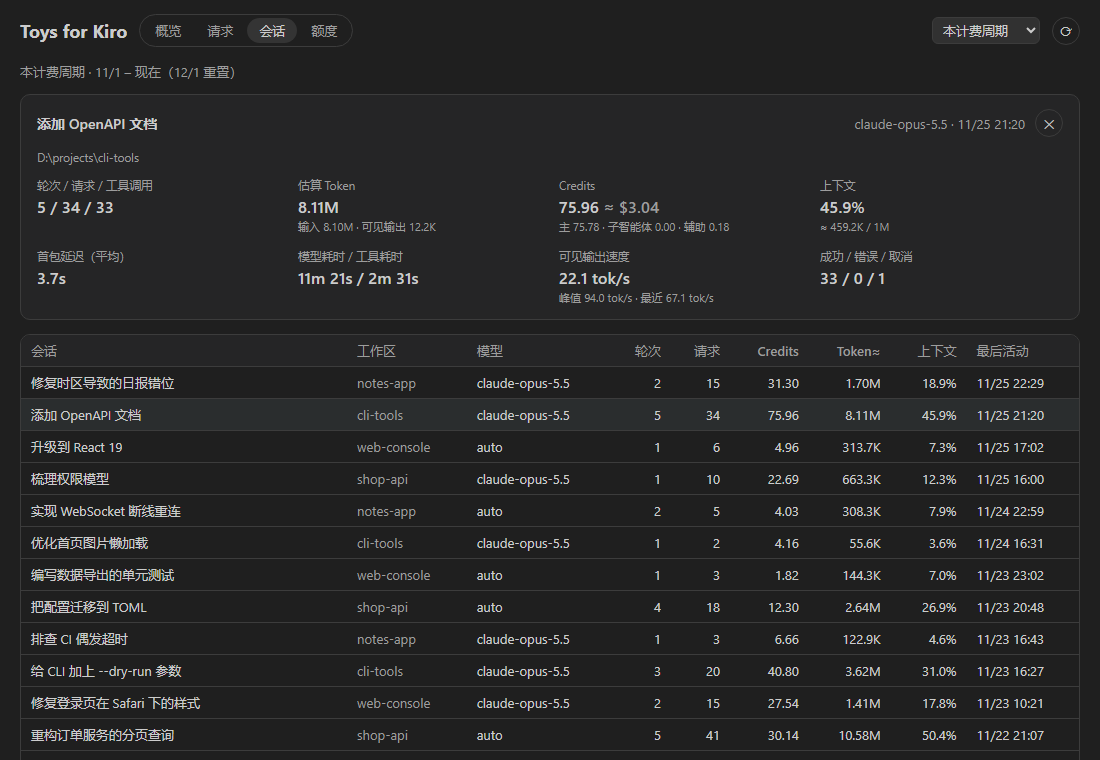 Toys for Kiro 概览 请求 会话 额度 本计费周期
本计费周期 · 11/1 – 现在（12/1 重置）
添加 OpenAPI 文档 claude-opus-5.5 · 11/25 21:20
D:\projects\cli-tools
轮次 / 请求 / 工具调用 估算 Token Credits 上下文
5 / 34 / 33 8.11M 75.96 ≈ $3.04 45.9%
输入 8.10M · 可见输出 12.2K 主 75.78 · 子智能体 0.00 · 辅助 0.18 ≈ 459.2K / 1M
首包延迟（平均） 模型耗时 / 工具耗时 可见输出速度 成功 / 错误 / 取消
3.7s 11m 21s / 2m 31s 22.1 tok/s 33 / 0 / 1
峰值 94.0 tok/s · 最近 67.1 tok/s
会话 工作区 模型 轮次 请求 Credits Token≈ 上下文 最后活动
修复时区导致的日报错位 notes-app claude-opus-5.5 2 15 31.30 1.70M 18.9% 11/25 22:29
添加 OpenAPI 文档 cli-tools claude-opus-5.5 5 34 75.96 8.11M 45.9% 11/25 21:20
升级到 React 19 web-console auto 1 6 4.96 313.7K 7.3% 11/25 17:02
梳理权限模型 shop-api claude-opus-5.5 1 10 22.69 663.3K 12.3% 11/25 16:00
实现 WebSocket 断线重连 notes-app auto 2 5 4.03 308.3K 7.9% 11/24 22:59
优化首页图片懒加载 cli-tools claude-opus-5.5 1 2 4.16 55.6K 3.6% 11/24 16:31
编写数据导出的单元测试 web-console auto 1 3 1.82 144.3K 7.0% 11/23 23:02
把配置迁移到 TOML shop-api auto 4 18 12.30 2.64M 26.9% 11/23 20:48
排查 CI 偶发超时 notes-app claude-opus-5.5 1 3 6.66 122.9K 4.6% 11/23 16:43
给 CLI 加上 --dry-run 参数 cli-tools claude-opus-5.5 3 20 40.80 3.62M 31.0% 11/23 16:27
修复登录页在 Safari 下的样式 web-console claude-opus-5.5 2 15 27.54 1.41M 17.8% 11/23 10:21
重构订单服务的分页查询 shop-api auto 5 41 30.14 10.58M 50.4% 11/22 21:07